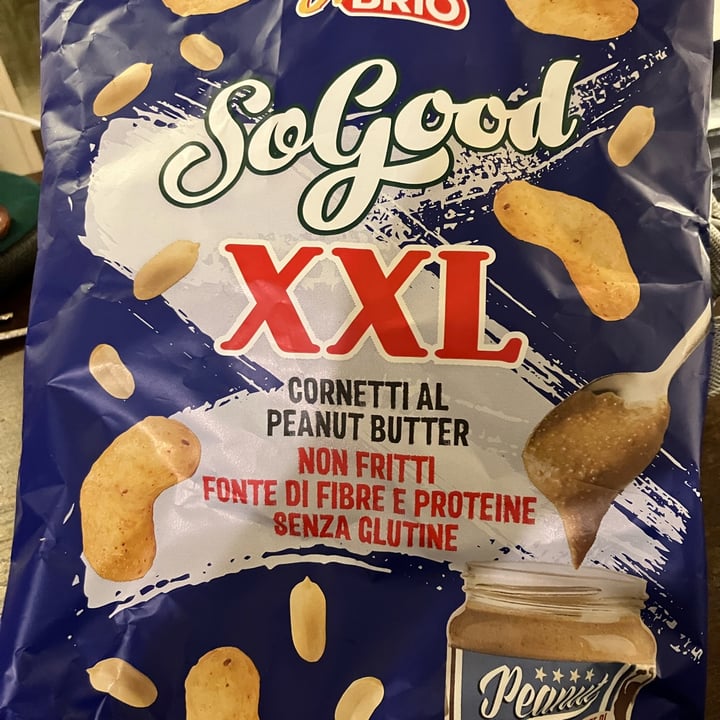 BRIO
SoGood
XXL
CORNETTI AL
PEANUT BUTTER
NON FRITTI
FONTE DI FIBRE E PROTEINE
SENZA GLUTINE
Peanut